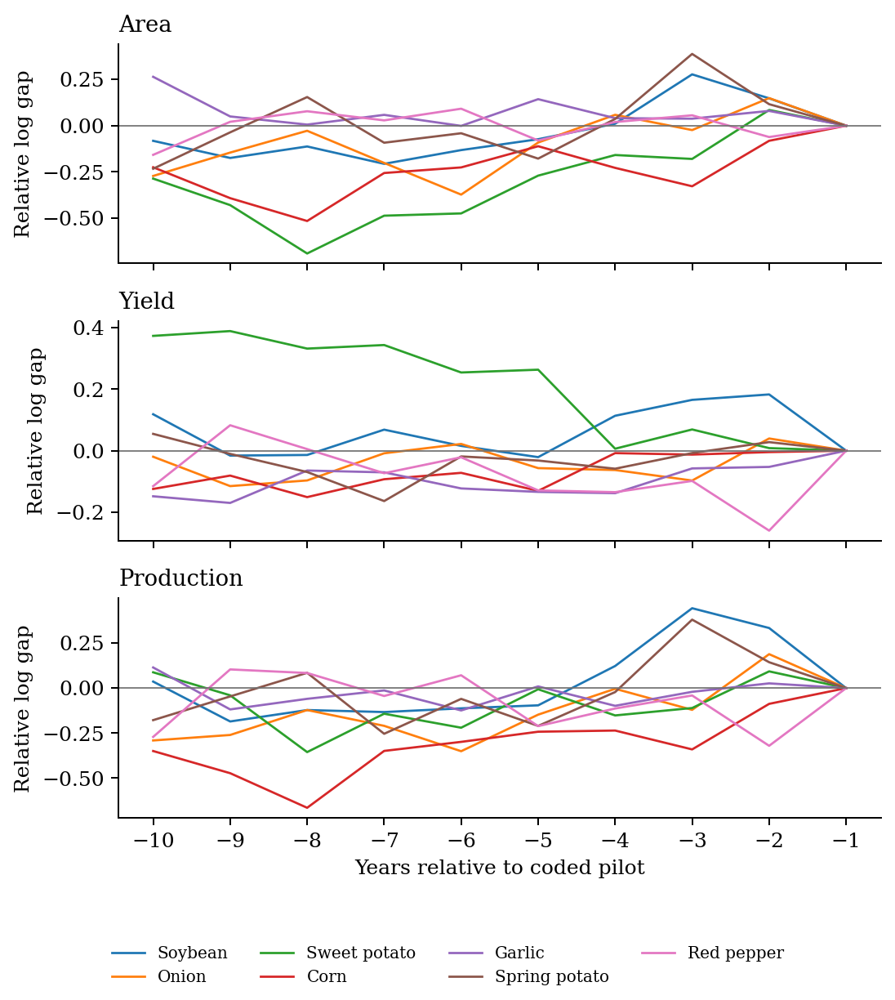 Area
Relative log gap
0.25
0.00
−0.25
−0.50
Yield
Relative log gap
0.4
0.2
0.0
−0.2
Production
Relative log gap
0.25
0.00
−0.25
−0.50
−10 −9 −8 −7 −6 −5 −4 −3 −2 −1
Years relative to coded pilot
Soybean Sweet potato Garlic Red pepper
Onion Corn Spring potato